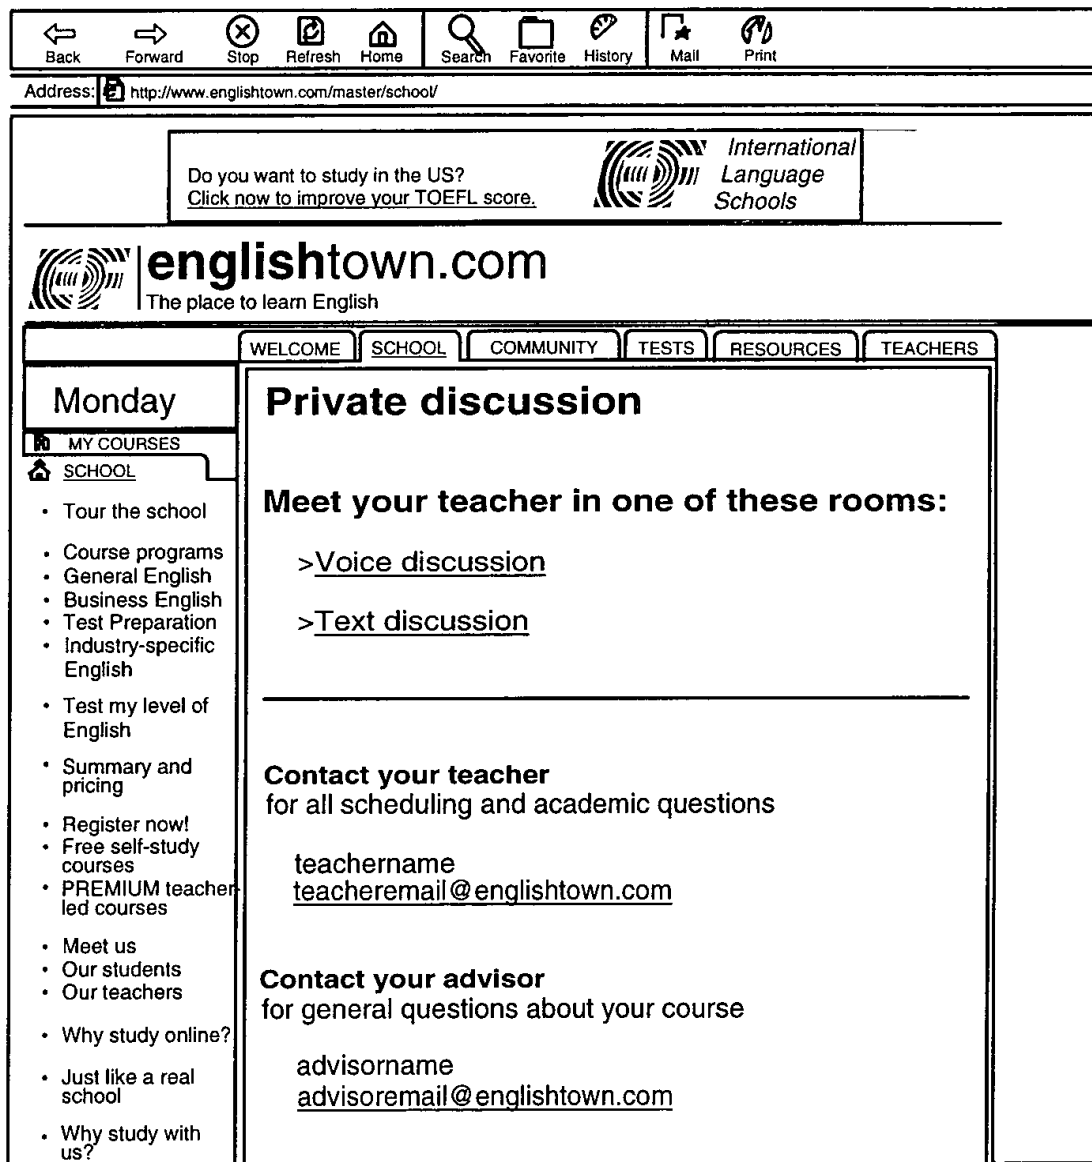 Back Forward Stop Refresh Home Search Favorite History Mail Print
Address: http://www.englishtown.com/master/school/
Do you want to study in the US?
Click now to improve your TOEFL score.
International
Language
Schools
englishtown.com
The place to learn English
WELCOME SCHOOL COMMUNITY TESTS RESOURCES TEACHERS
Monday
MY COURSES
SCHOOL
• Tour the school
• Course programs
• General English
• Business English
• Test Preparation
• Industry-specific
English
• Test my level of
English
• Summary and
pricing
• Register now!
• Free self-study
courses
• PREMIUM teacher
led courses
• Meet us
• Our students
• Our teachers
• Why study online?
• Just like a real
school
• Why study with
us?
Private discussion
Meet your teacher in one of these rooms:
>Voice discussion
>Text discussion
Contact your teacher
for all scheduling and academic questions
teachername
teacheremail@englishtown.com
Contact your advisor
for general questions about your course
advisorname
advisoremail@englishtown.com